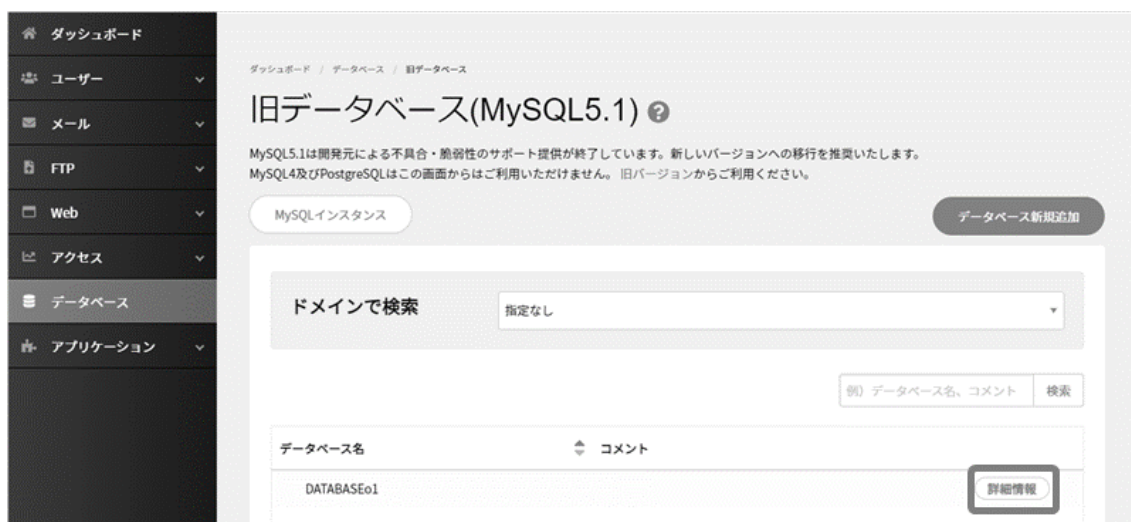 ダッシュボード
ユーザー
メール
FTP
Web
アクセス
データベース
アプリケーション
ダッシュボード / データベース / 旧データベース
旧データベース(MySQL5.1) ?
MySQL5.1は開発元による不具合・脆弱性のサポート提供が終了しています。新しいバージョンへの移行を推奨いたします。
MySQL4及びPostgreSQLはこの画面からはご利用いただけません。 旧バージョンからご利用ください。
MySQLインスタンス
データベース新規追加
ドメインで検索
指定なし
例）データベース名、コメント 検索
データベース名 コメント
DATABASEo1 詳細情報